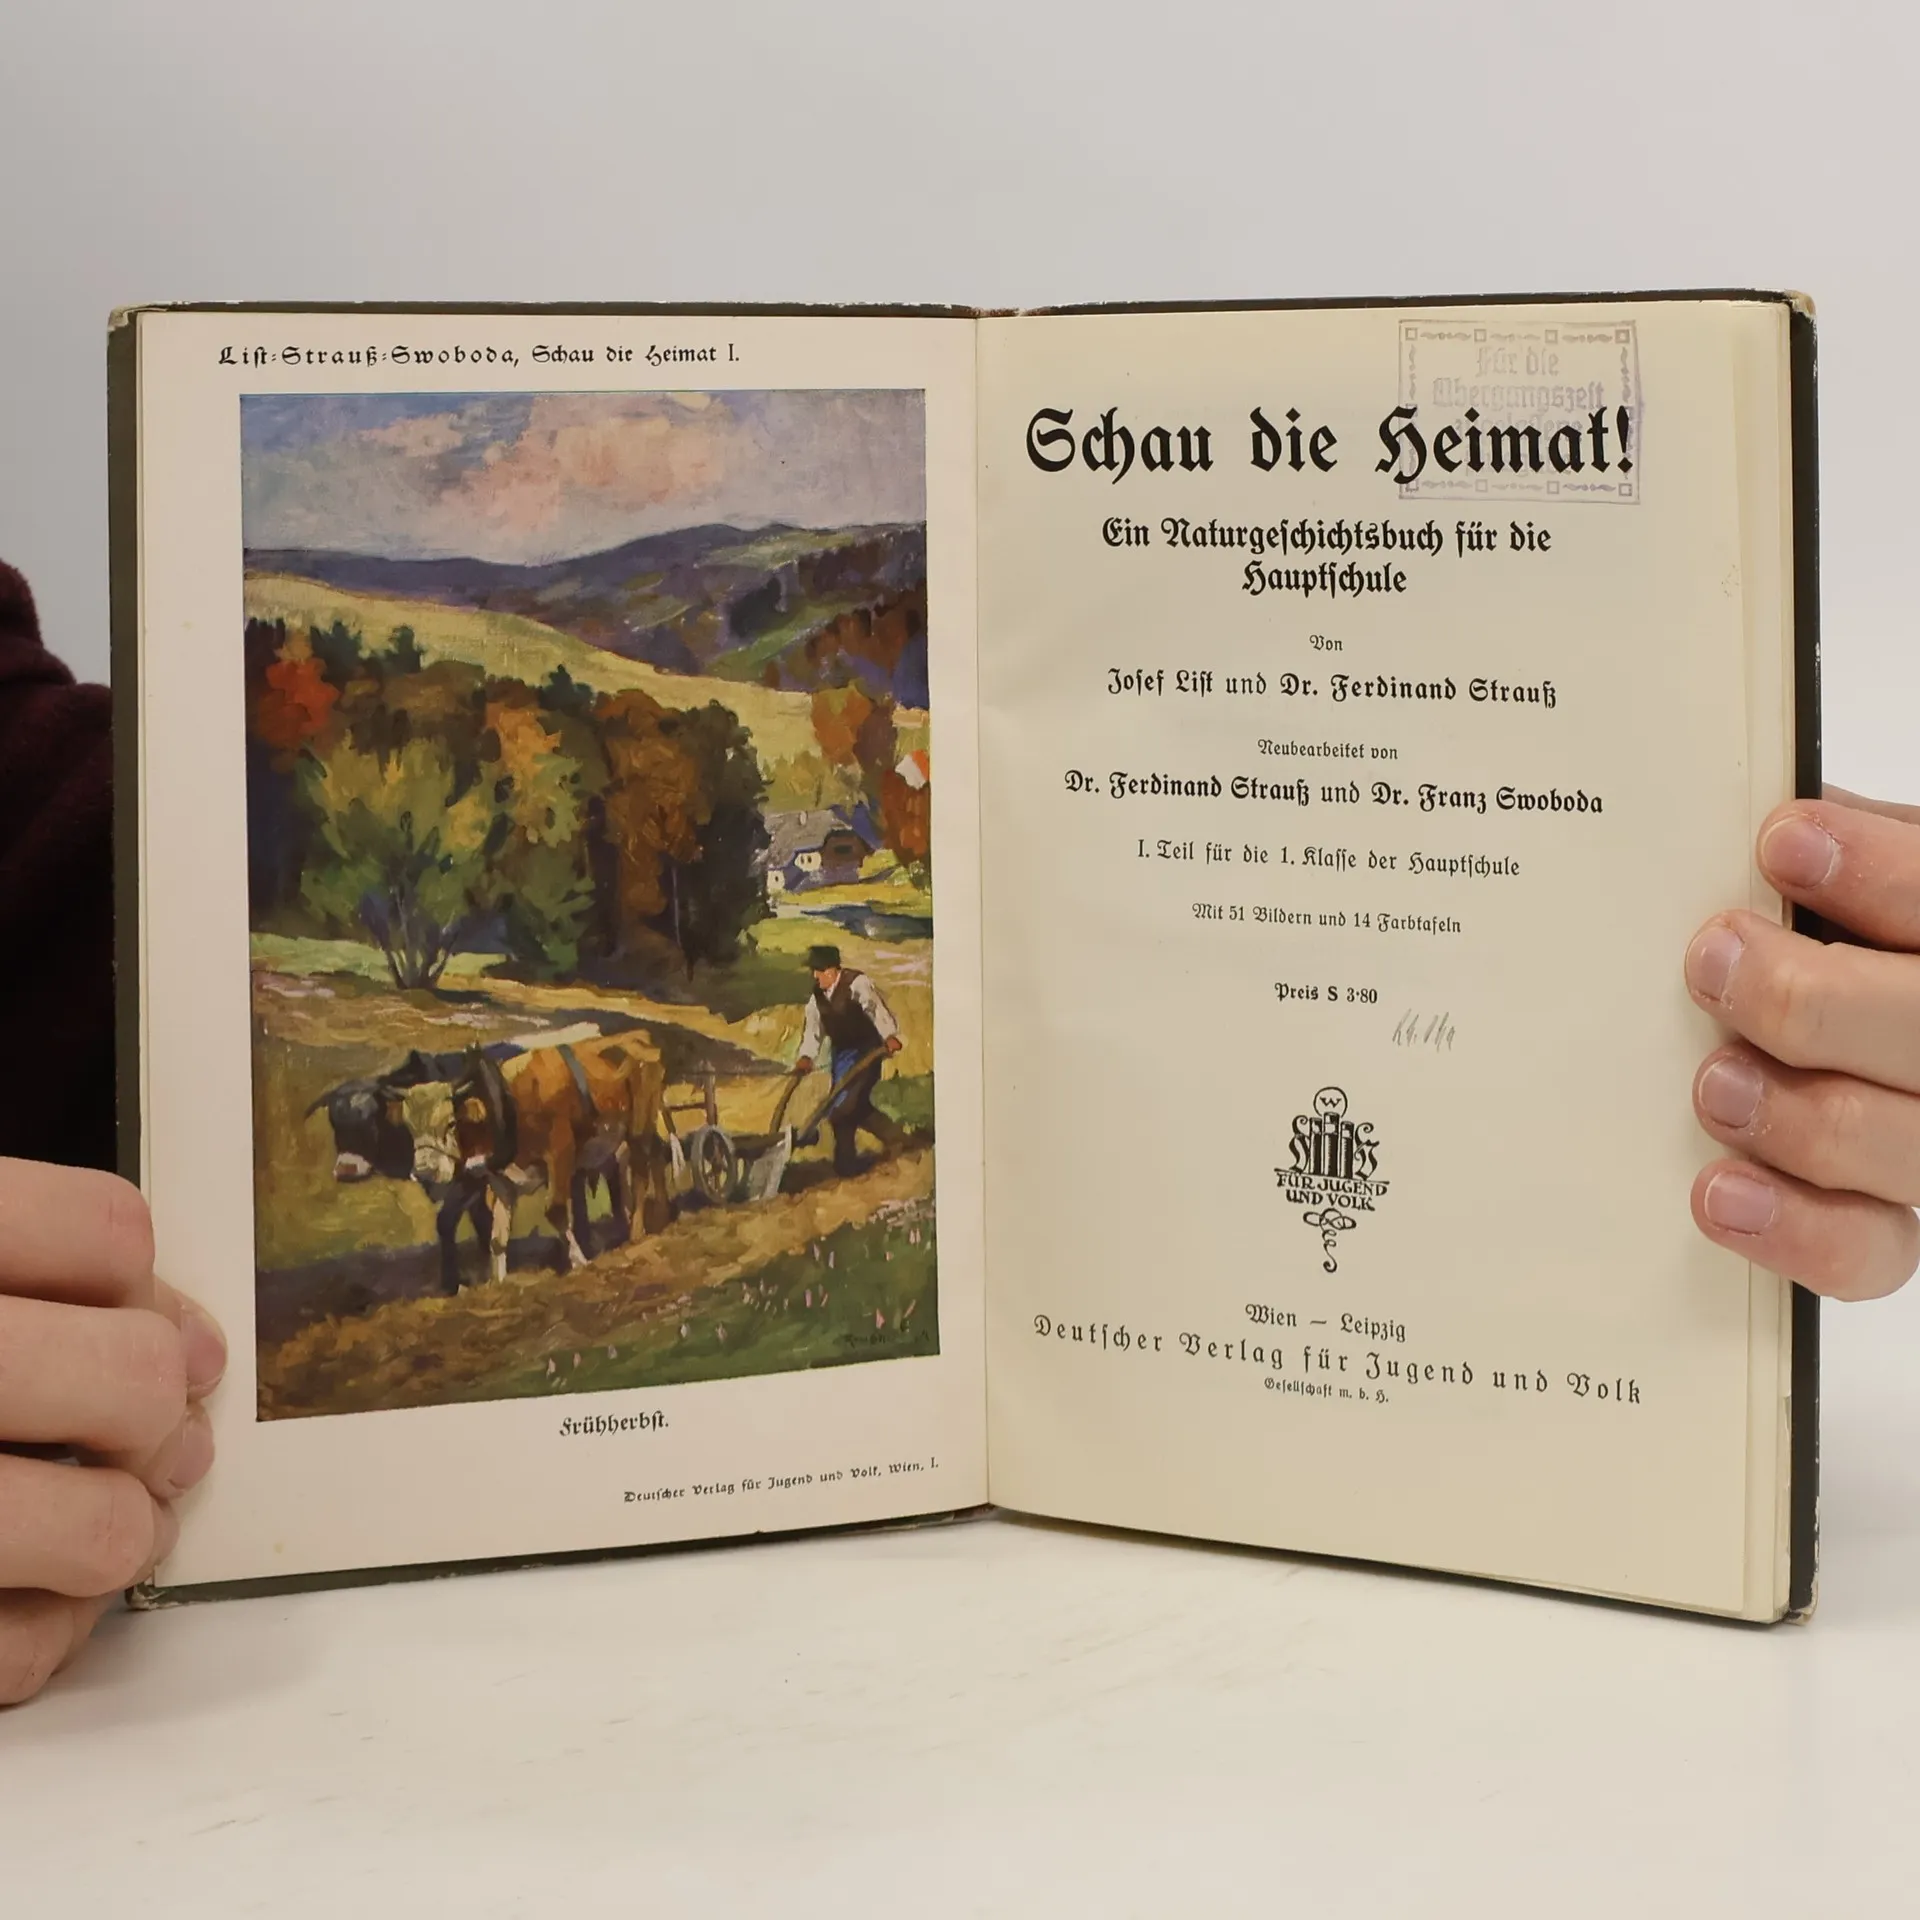 List-Strauß-Swoboda, Schau die Heimat I.
Frühherbst.
Deutscher Verlag für Jugend und Volk, Wien, I.
Für die
Übergangszeit
Schau die Heimat!
Ein Naturgeschichtsbuch für die
Hauptschule
Von
Josef List und Dr. Ferdinand Strauß
Neubearbeitet von
Dr. Ferdinand Strauß und Dr. Franz Swoboda
I. Teil für die 1. Klasse der Hauptschule
Mit 51 Bildern und 14 Farbtafeln
Preis S 3·80
W
FÜR JUGEND
UND VOLK
Wien — Leipzig
Deutscher Verlag für Jugend und Volk
Gesellschaft m. b. H.